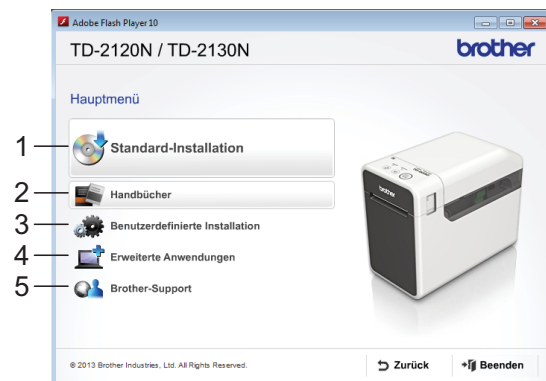 Adobe Flash Player 10
TD-2120N / TD-2130N
brother
Hauptmenü
1
Standard-Installation
2
Handbücher
3
Benutzerdefinierte Installation
4
Erweiterte Anwendungen
5
Brother-Support
brother
© 2013 Brother Industries, Ltd. All Rights Reserved.
Zurück
Beenden